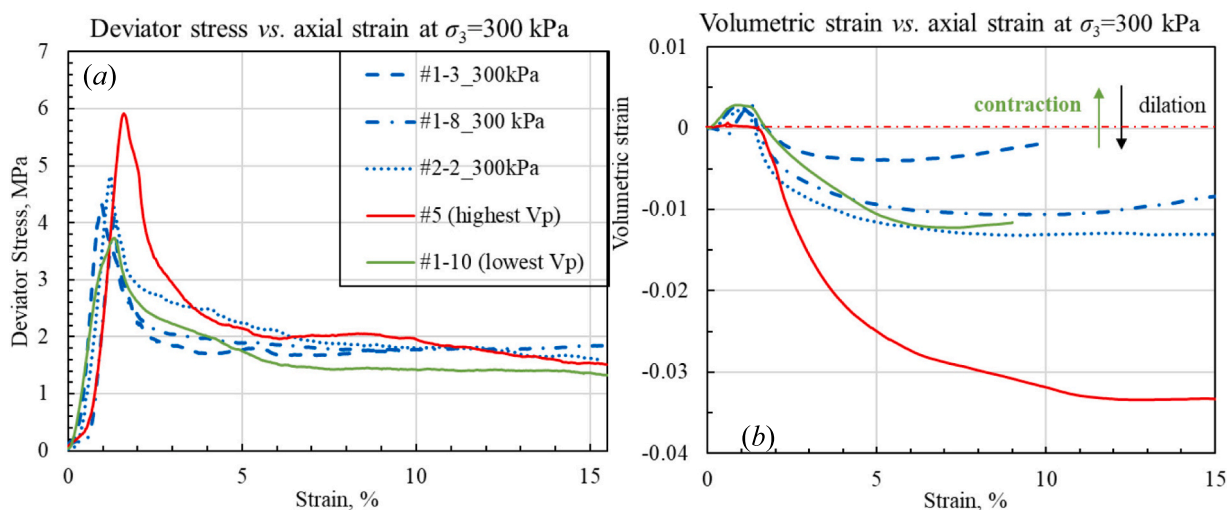 Deviator stress vs. axial strain at σ3=300 kPa
(a)
7
6
5
4
3
2
1
0
Deviator Stress, MPa
#1-3_300kPa
#1-8_300 kPa
#2-2_300kPa
#5 (highest Vp)
#1-10 (lowest Vp)
0
5
10
15
Strain, %
Volumetric strain vs. axial strain at σ3=300 kPa
0.01
0.005
0
-0.01
-0.02
-0.03
-0.04
Volumetric strain
contraction
dilation
(b)
0
5
10
15
Strain, %